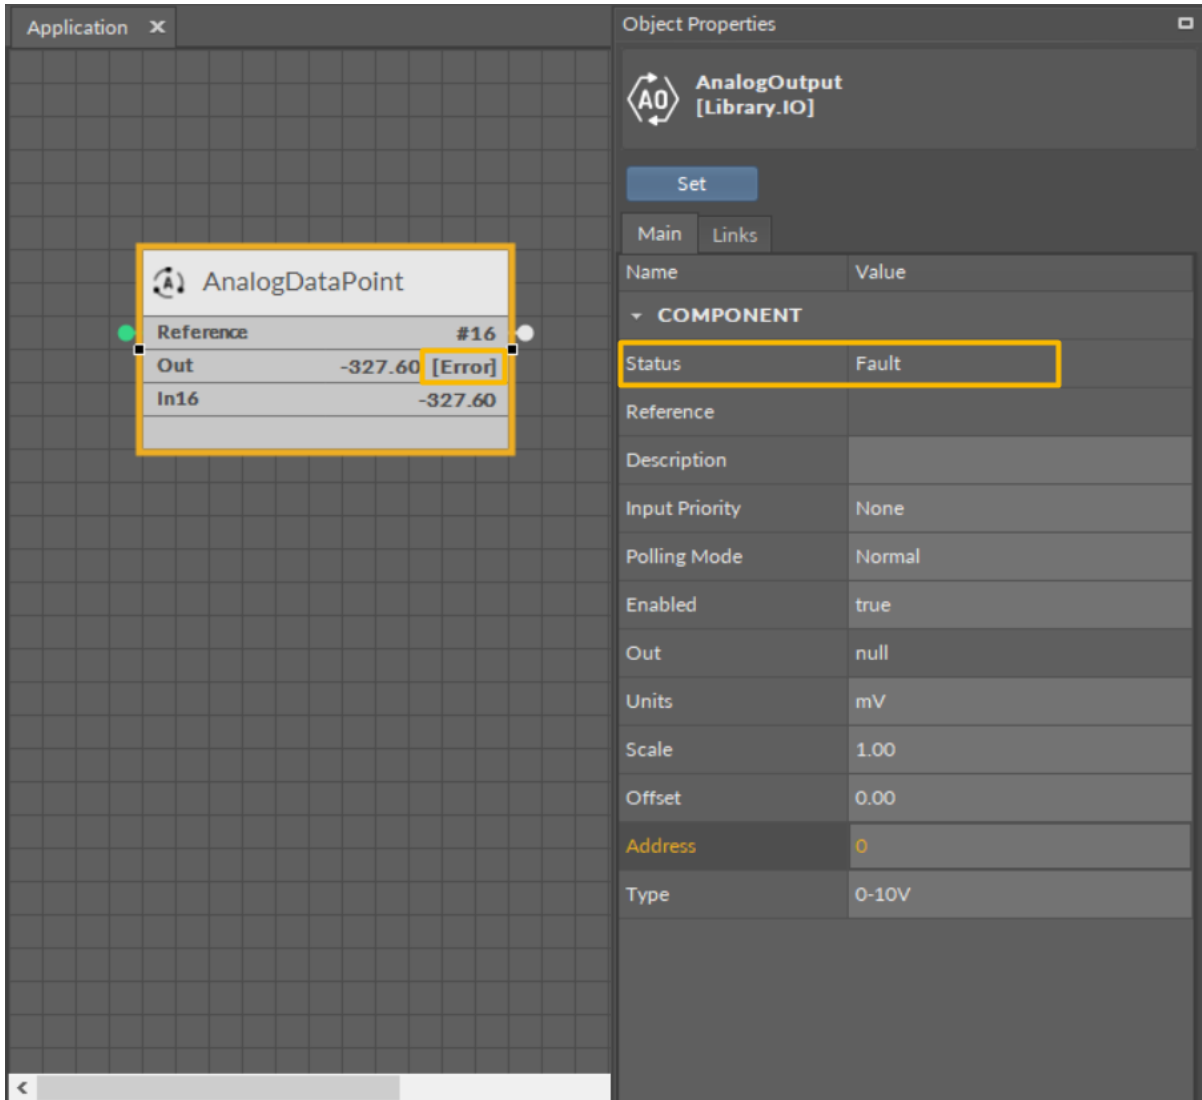 Application
AnalogDataPoint
Reference #16
Out -327.60 [Error]
In16 -327.60
Object Properties
AO
AnalogOutput
[Library.IO]
Set
Main Links
Name Value
COMPONENT
Status Fault
Reference
Description
Input Priority None
Polling Mode Normal
Enabled true
Out null
Units mV
Scale 1.00
Offset 0.00
Address 0
Type 0-10V